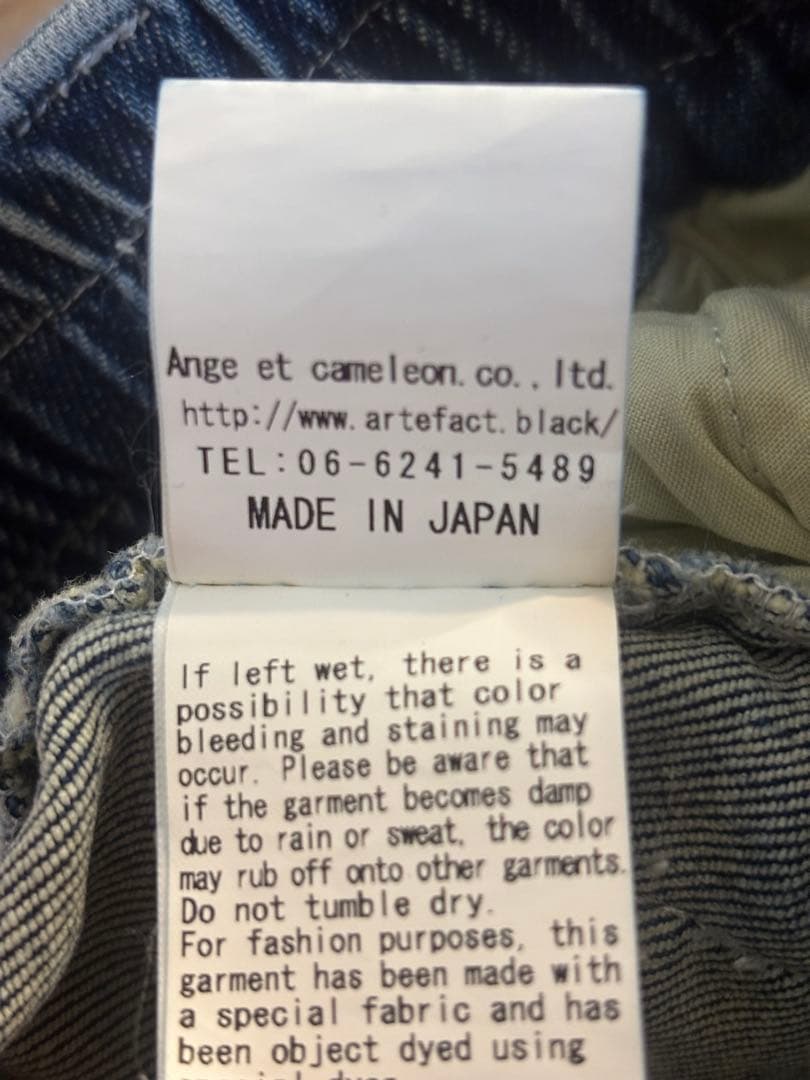 Ange et cameleon. co. , ltd.
http://www.artefact.black/
TEL:06-6241-5489
MADE IN JAPAN
If left wet, there is a
possibility that color
bleeding and staining may
occur. Please be aware that
if the garment becomes damp
due to rain or sweat, the color
may rub off onto other garments.
Do not tumble dry.
For fashion purposes, this
garment has been made with
a special fabric and has
been object dyed using